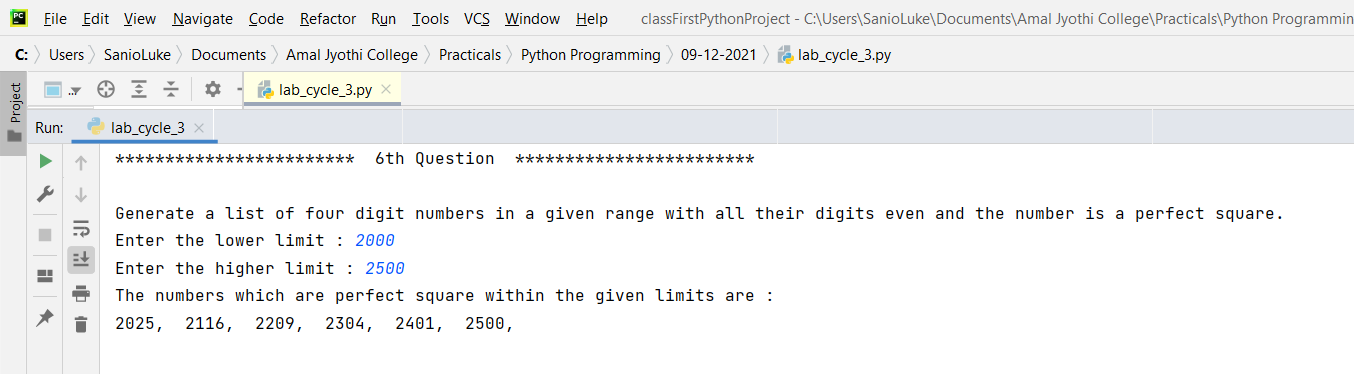 PC File Edit View Navigate Code Refactor Run Tools VCS Window Help classFirstPythonProject - C:\Users\SanioLuke\Documents\Amal Jyothi College\Practicals\Python Programmin
C: Users SanioLuke Documents Amal Jyothi College Practicals Python Programming 09-12-2021 lab_cycle_3.py
Project
.. lab_cycle_3.py
Run: lab_cycle_3
************************  6th Question  ************************
Generate a list of four digit numbers in a given range with all their digits even and the number is a perfect square.
Enter the lower limit : 2000
Enter the higher limit : 2500
The numbers which are perfect square within the given limits are :
2025,  2116,  2209,  2304,  2401,  2500,